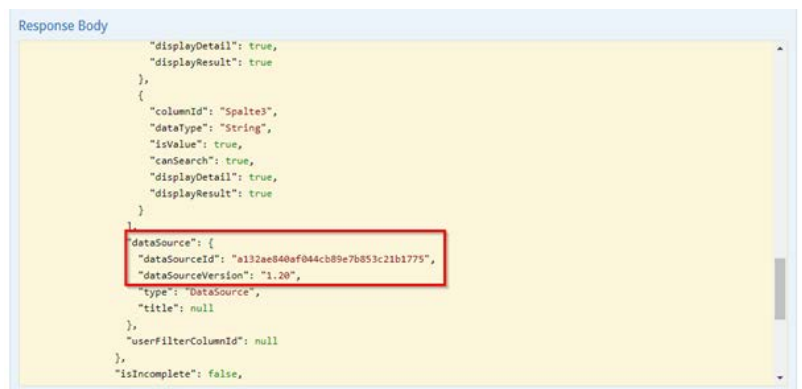 Response Body
"displayDetail": true,
"displayResult": true
},
{
"columnId": "Spalte3",
"dataType": "String",
"isValue": true,
"canSearch": true,
"displayDetail": true,
"displayResult": true
}
],
"dataSource": {
"dataSourceId": "a132ae840af044cb89e7b853c21b1775",
"dataSourceVersion": "1.20",
"type": "DataSource",
"title": null
},
"userFilterColumnId": null
},
"isIncomplete": false,